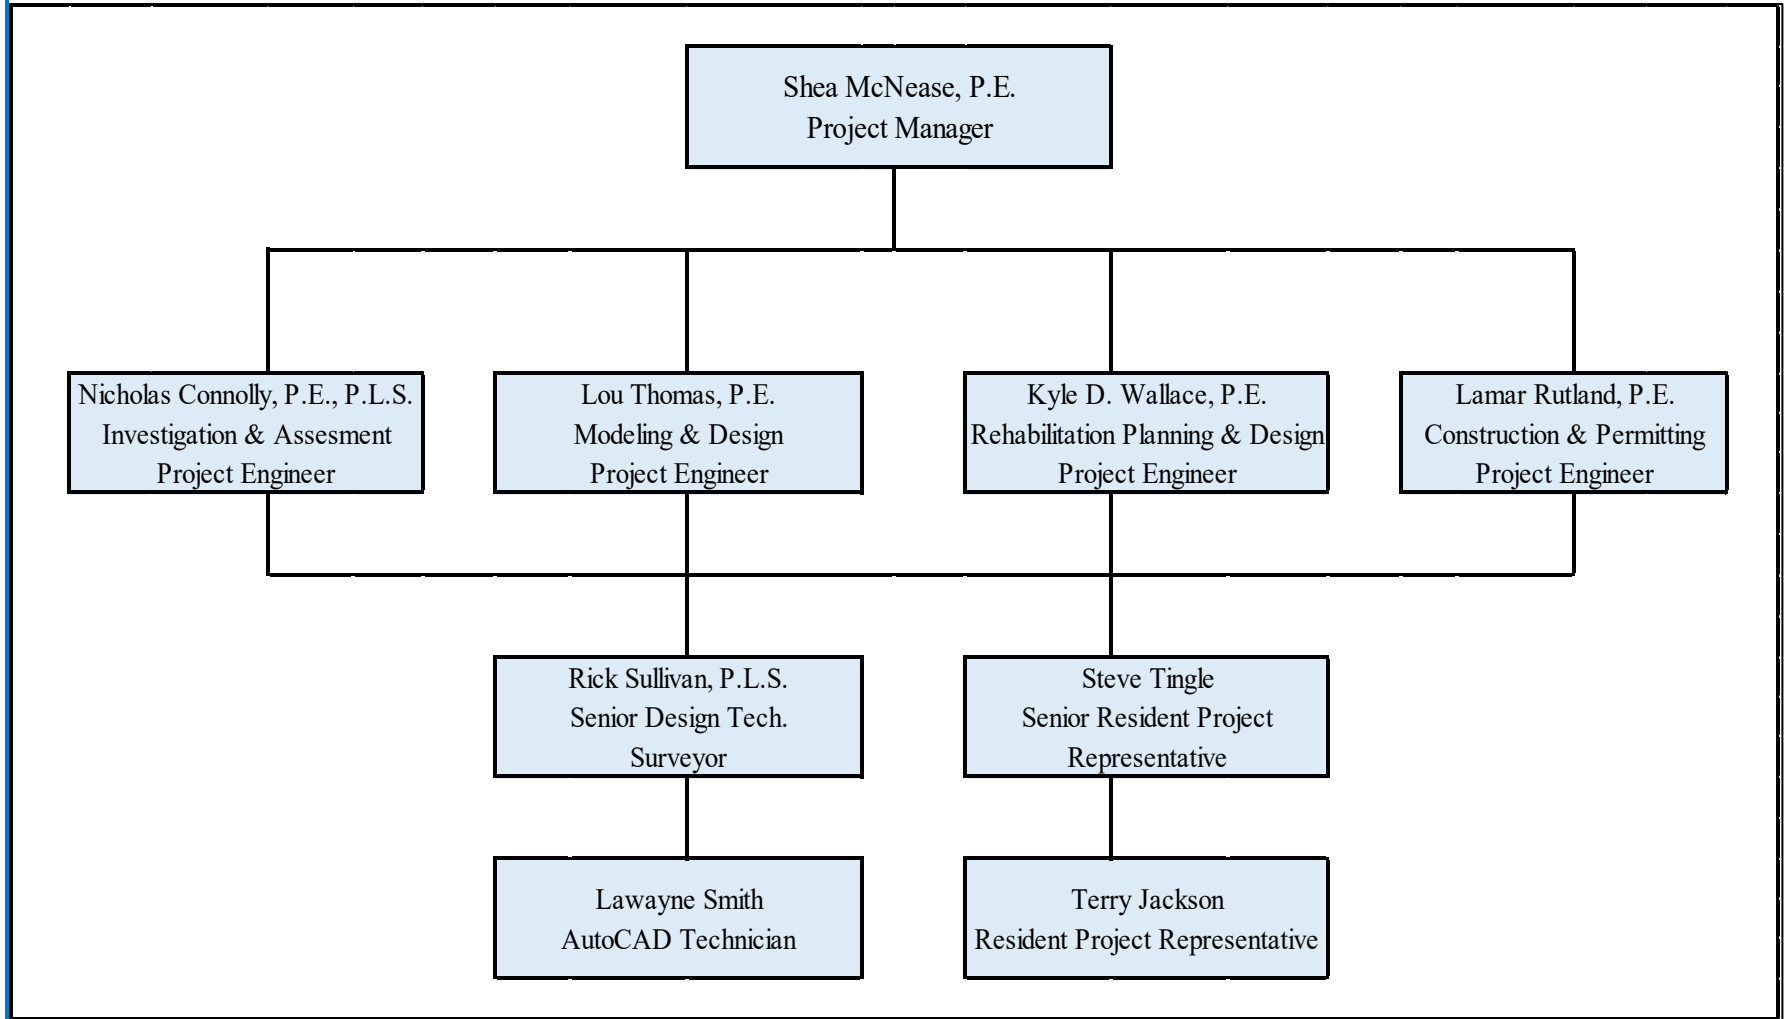 Shea McNease, P.E.
Project Manager
Nicholas Connolly, P.E., P.L.S.
Investigation & Assesment
Project Engineer
Lou Thomas, P.E.
Modeling & Design
Project Engineer
Kyle D. Wallace, P.E.
Rehabilitation Planning & Design
Project Engineer
Lamar Rutland, P.E.
Construction & Permitting
Project Engineer
Rick Sullivan, P.L.S.
Senior Design Tech.
Surveyor
Steve Tingle
Senior Resident Project
Representative
Lawayne Smith
AutoCAD Technician
Terry Jackson
Resident Project Representative